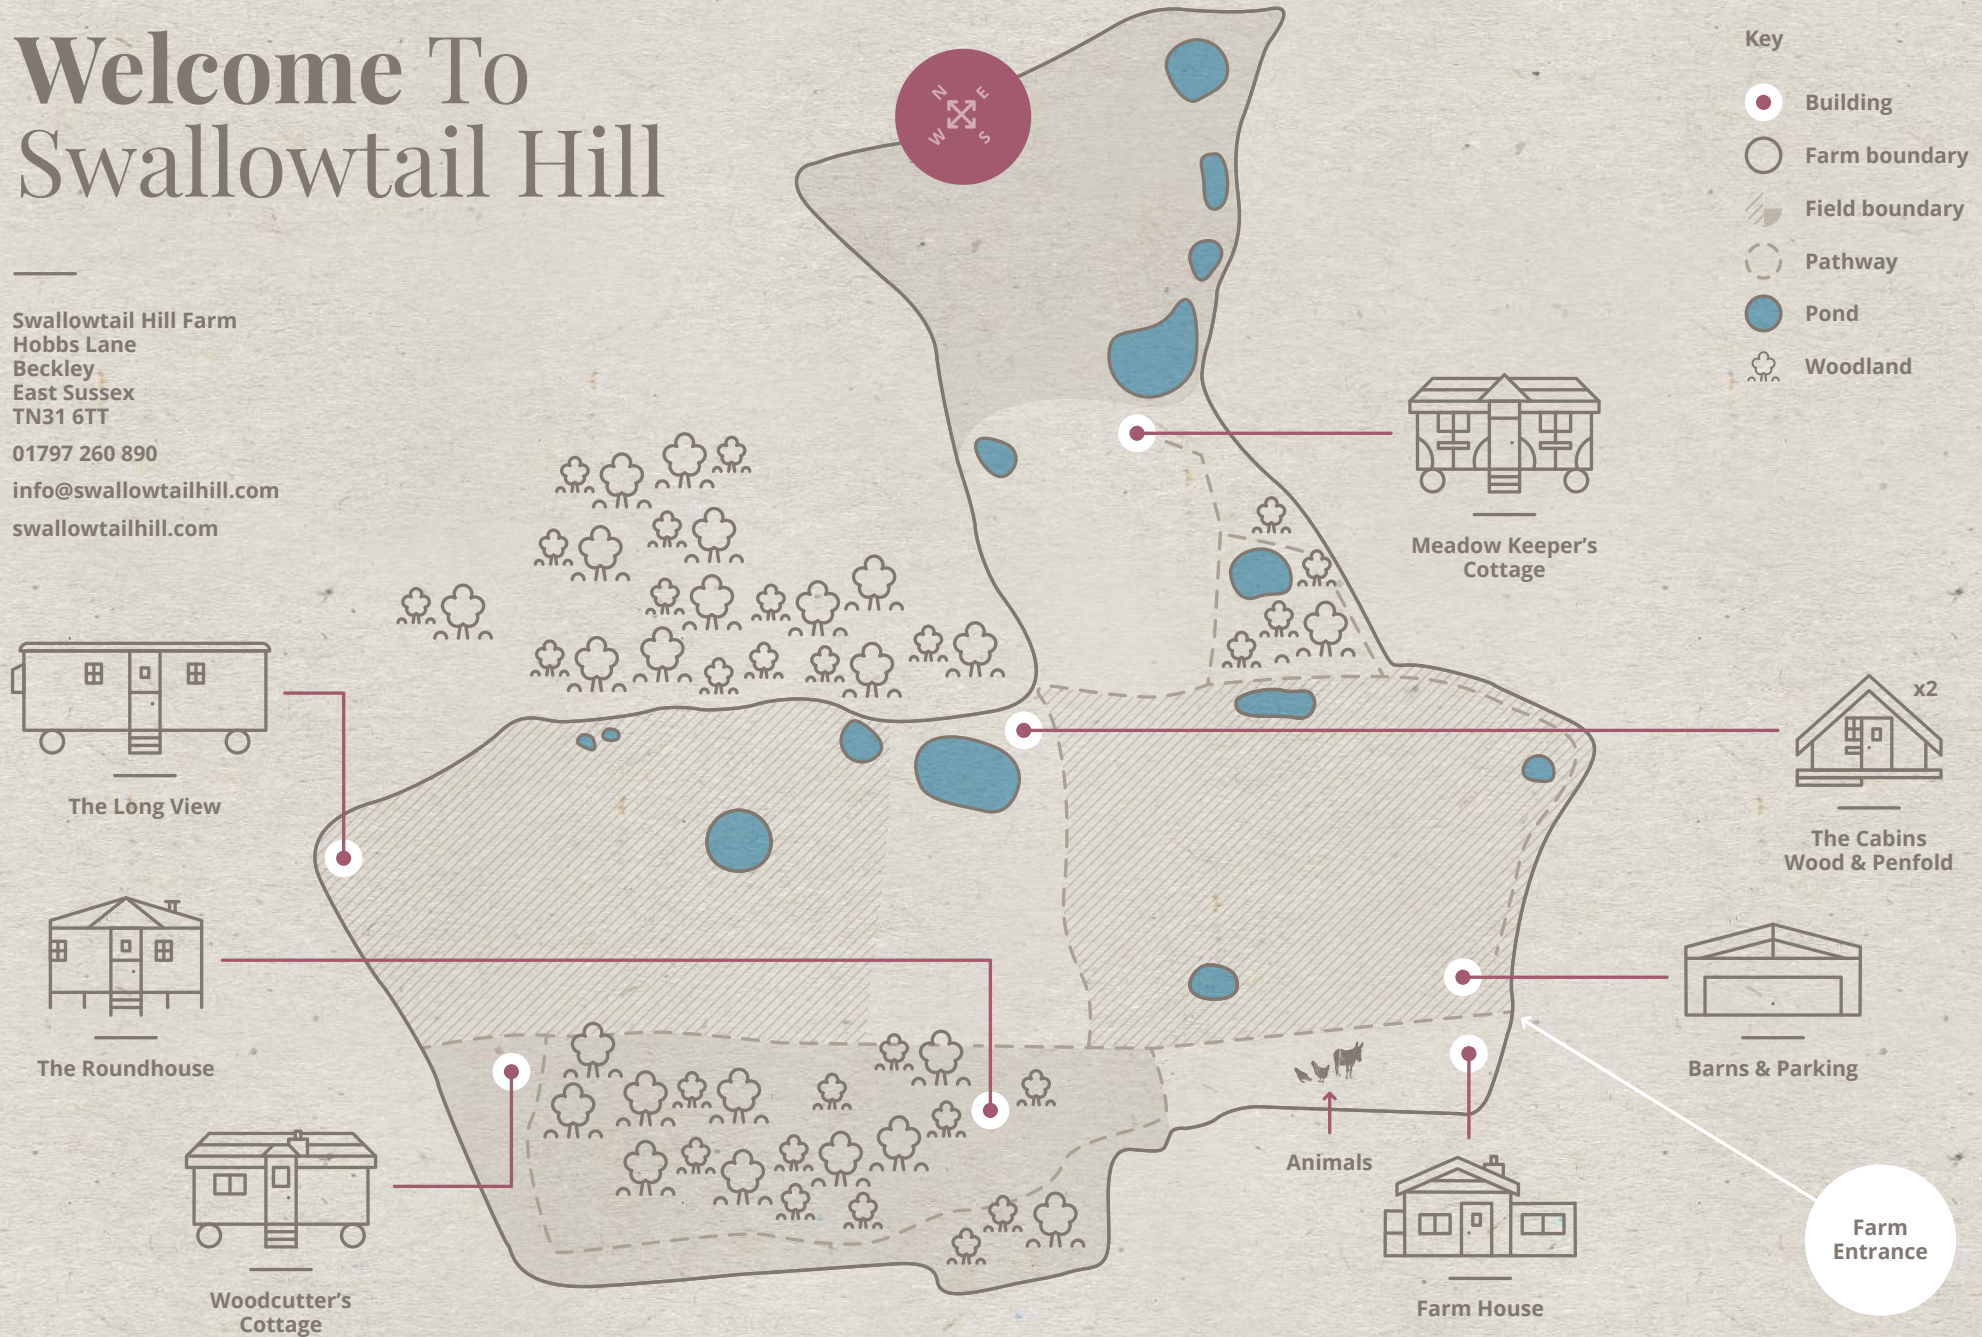 Welcome To
Swallowtail Hill
Swallowtail Hill Farm
Hobbs Lane
Beckley
East Sussex
TN31 6TT
01797 260 890
info@swallowtailhill.com
swallowtailhill.com
N
E
W
S
Key
Building
Farm boundary
Field boundary
Pathway
Pond
Woodland
Meadow Keeper's
Cottage
x2
The Cabins
Wood & Penfold
The Long View
The Roundhouse
Barns & Parking
Woodcutter's
Cottage
Animals
Farm House
Farm
Entrance